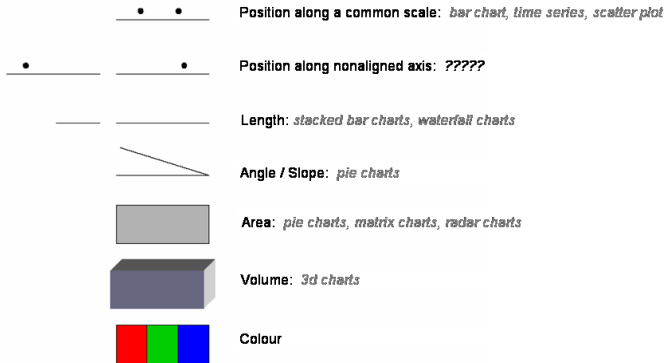 Position along a common scale: bar chart, time series, scatter plot
Position along nonaligned axis: ?????
Length: stacked bar charts, waterfall charts
Angle / Slope: pie charts
Area: pie charts, matrix charts, radar charts
Volume: 3d charts
Colour